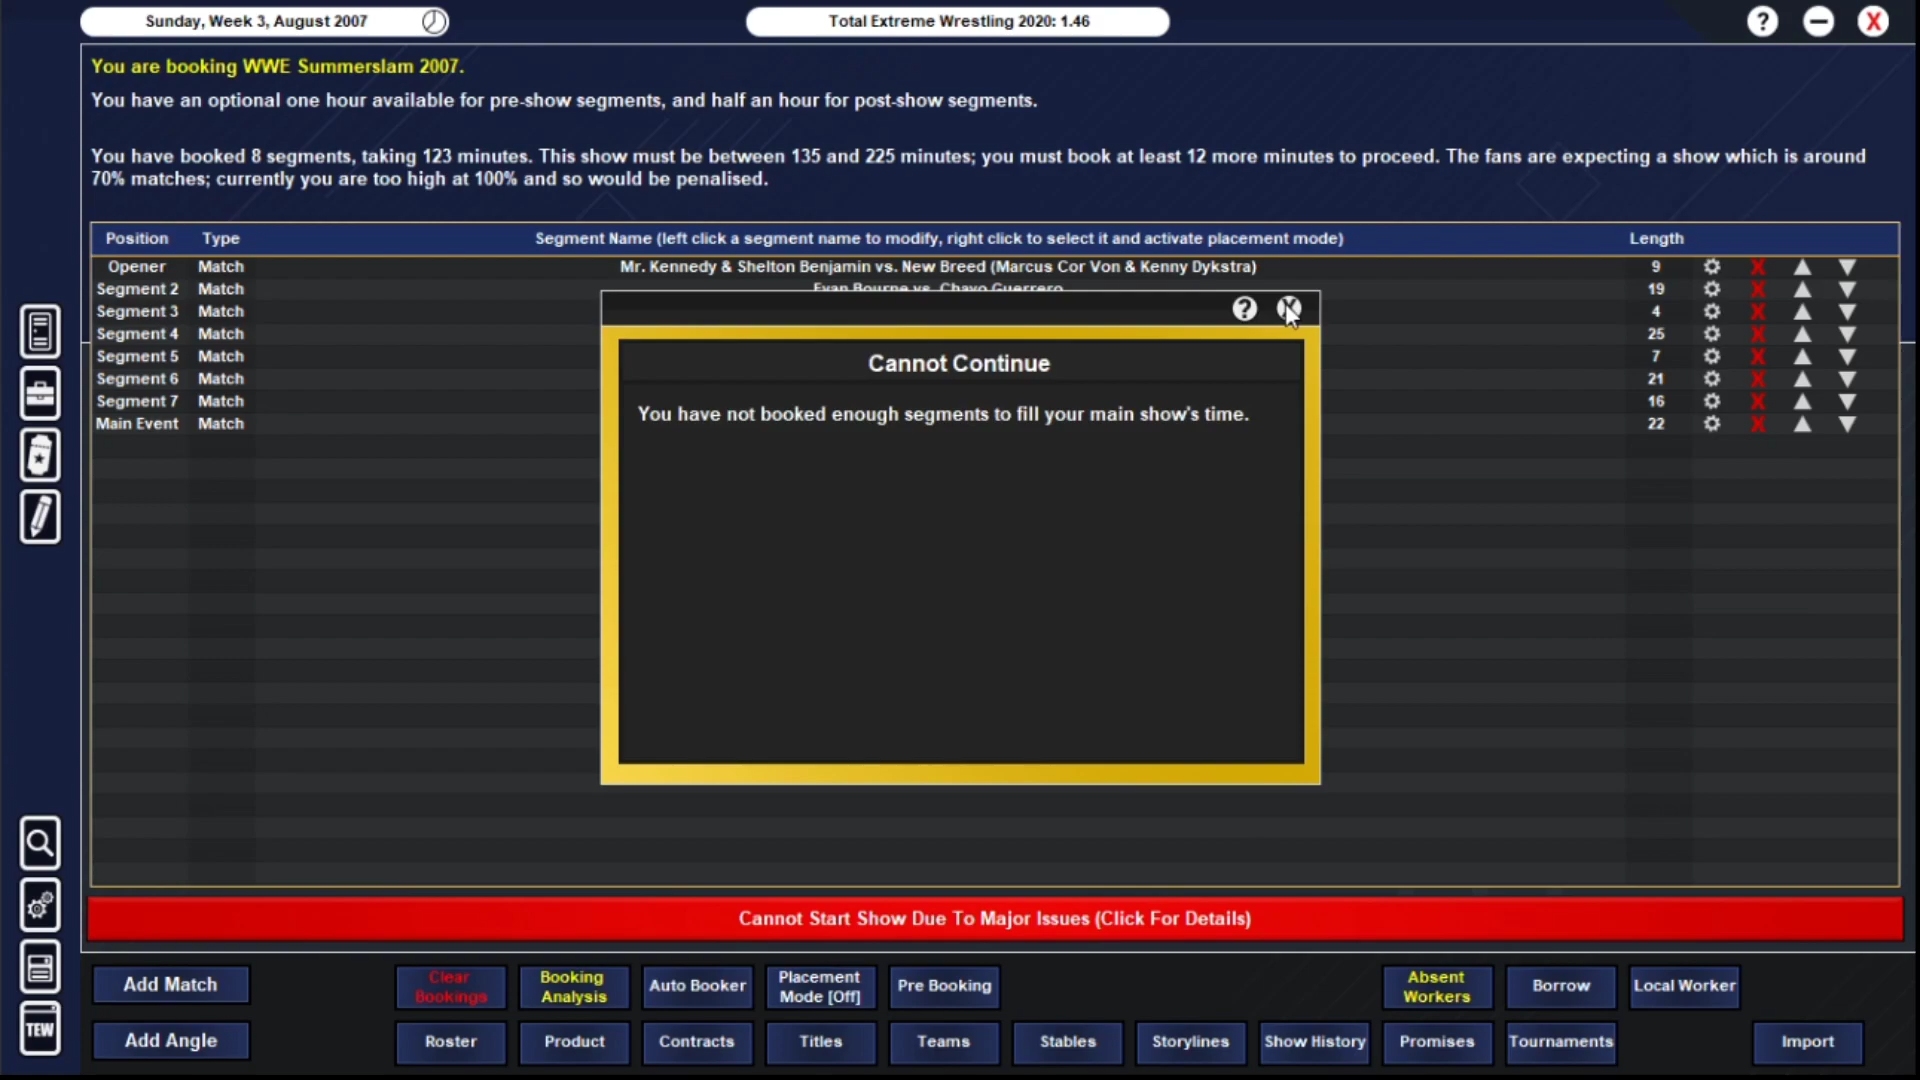 Sunday, Week 3, August 2007
Total Extreme Wrestling 2020: 1.46
?
X
You are booking WWE Summerslam 2007.
You have an optional one hour available for pre-show segments, and half an hour for post-show segments.
You have booked 8 segments, taking 123 minutes. This show must be between 135 and 225 minutes; you must book at least 12 more minutes to proceed. The fans are expecting a show which is around
70% matches; currently you are too high at 100% and so would be penalised.
Position Type Segment Name (left click a segment name to modify, right click to select it and activate placement mode) Length
Opener Match Mr. Kennedy & Shelton Benjamin vs. New Breed (Marcus Cor Von & Kenny Dykstra) 9 X
Segment 2 Match Evan Bourne vs. Chavo Guerrero 19 X
Segment 3 Match 4 X
Segment 4 Match 25 X
Segment 5 Match 7 X
Segment 6 Match 21 X
Segment 7 Match 16 X
Main Event Match 22 X
? X
Cannot Continue
You have not booked enough segments to fill your main show's time.
Cannot Start Show Due To Major Issues (Click For Details)
Add Match
Clear Bookings
Booking Analysis
Auto Booker
Placement Mode [Off]
Pre Booking
Absent Workers
Borrow
Local Worker
TEW
Add Angle
Roster
Product
Contracts
Titles
Teams
Stables
Storylines
Show History
Promises
Tournaments
Import